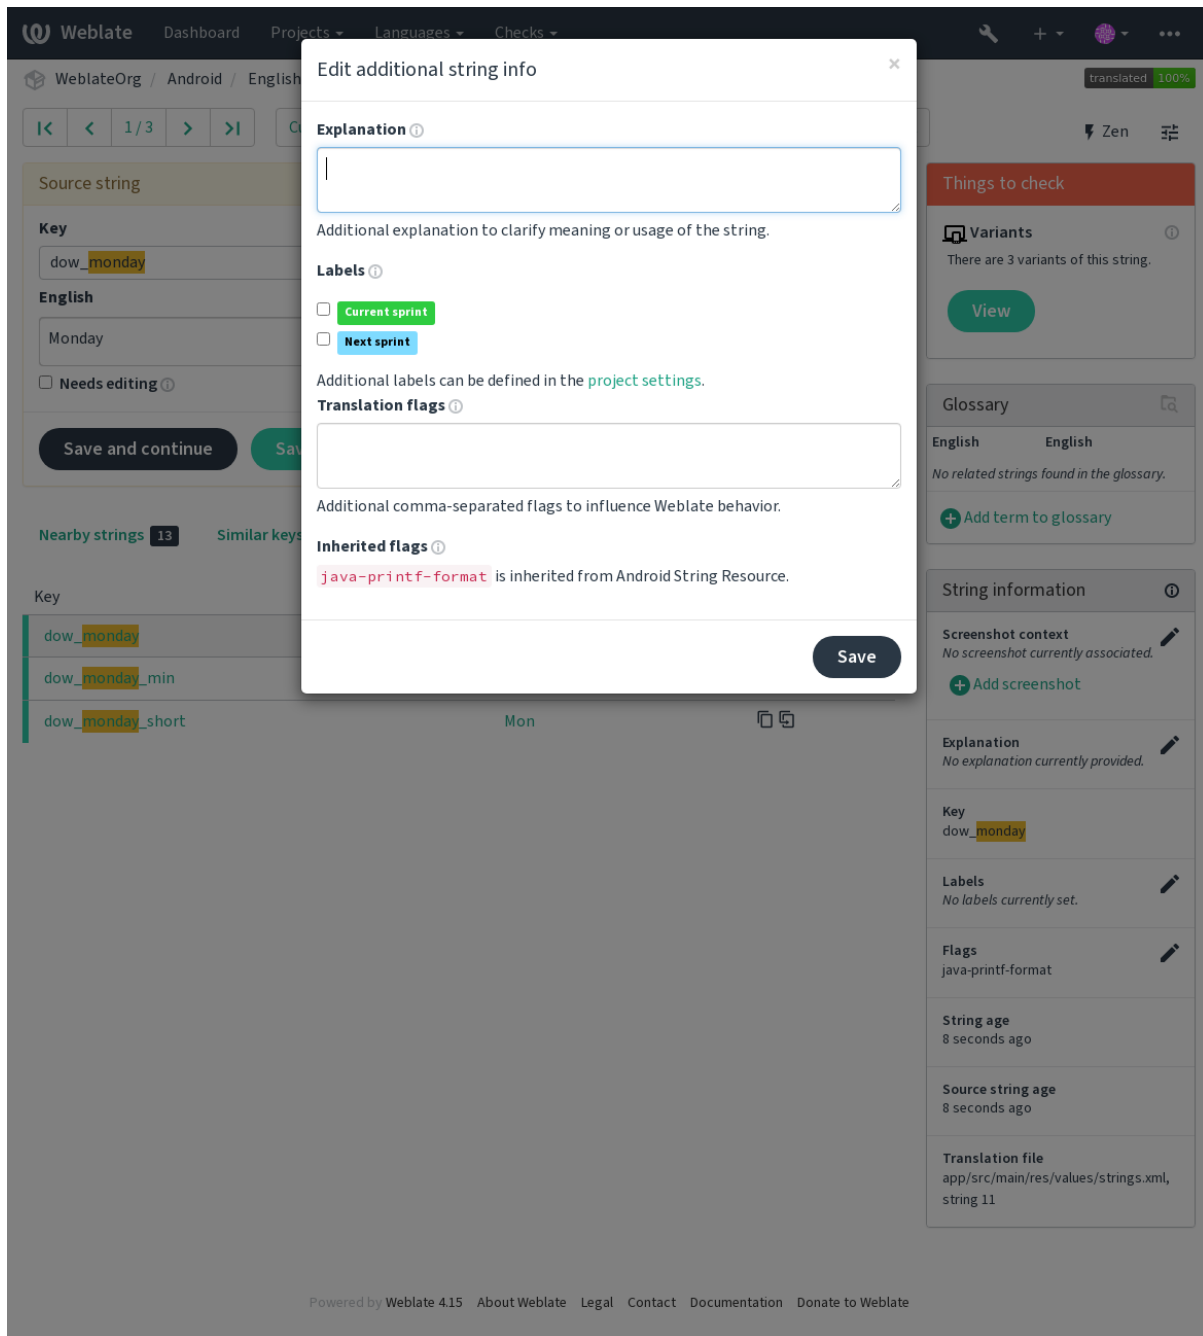 Weblate Dashboard Projects Languages Checks
WeblateOrg / Android / English
translated 100%
1 / 3
Zen
Edit additional string info
×
Explanation
Additional explanation to clarify meaning or usage of the string.
Labels
Current sprint
Next sprint
Additional labels can be defined in the project settings.
Translation flags
Additional comma-separated flags to influence Weblate behavior.
Inherited flags
java-printf-format is inherited from Android String Resource.
Save
Source string
Key
dow_monday
English
Monday
Needs editing
Save and continue
Nearby strings 13 Similar keys
Key
dow_monday
dow_monday_min
dow_monday_short Mon
Things to check
Variants
There are 3 variants of this string.
View
Glossary
English English
No related strings found in the glossary.
Add term to glossary
String information
Screenshot context
No screenshot currently associated.
Add screenshot
Explanation
No explanation currently provided.
Key
dow_monday
Labels
No labels currently set.
Flags
java-printf-format
String age
8 seconds ago
Source string age
8 seconds ago
Translation file
app/src/main/res/values/strings.xml,
string 11
Powered by Weblate 4.15 About Weblate Legal Contact Documentation Donate to Weblate